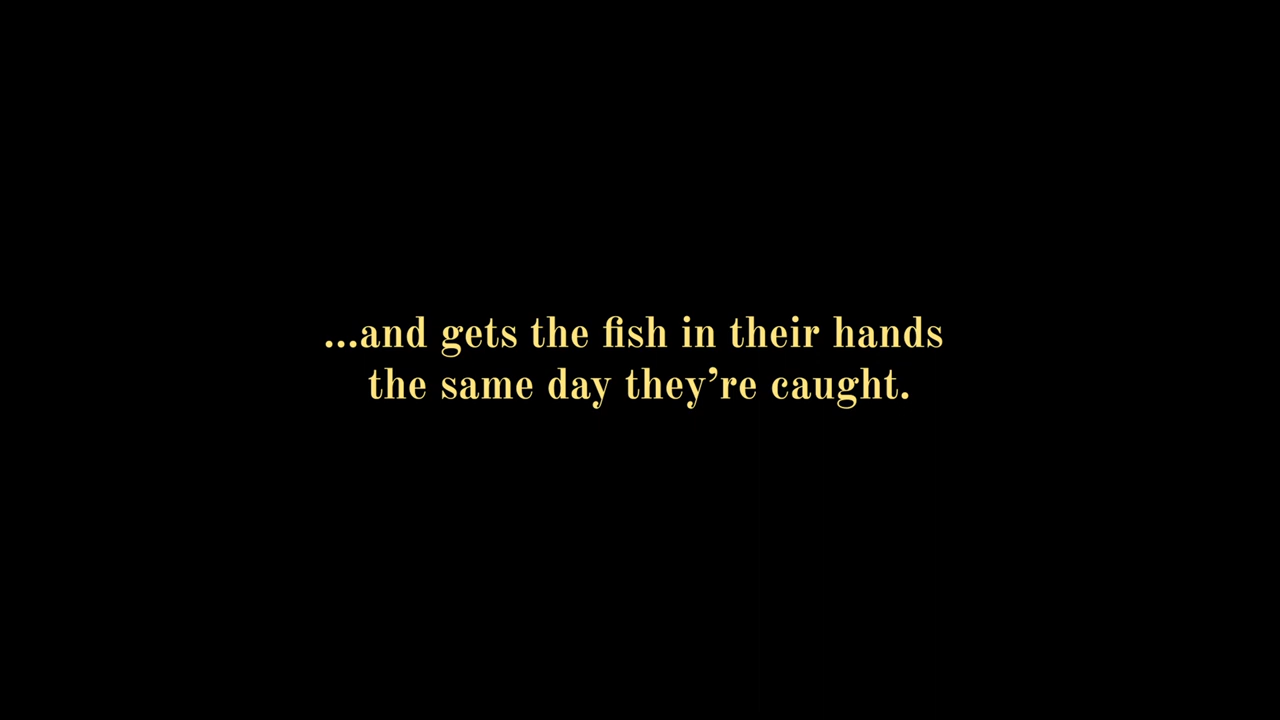 ...and gets the fish in their hands
the same day they’re caught.